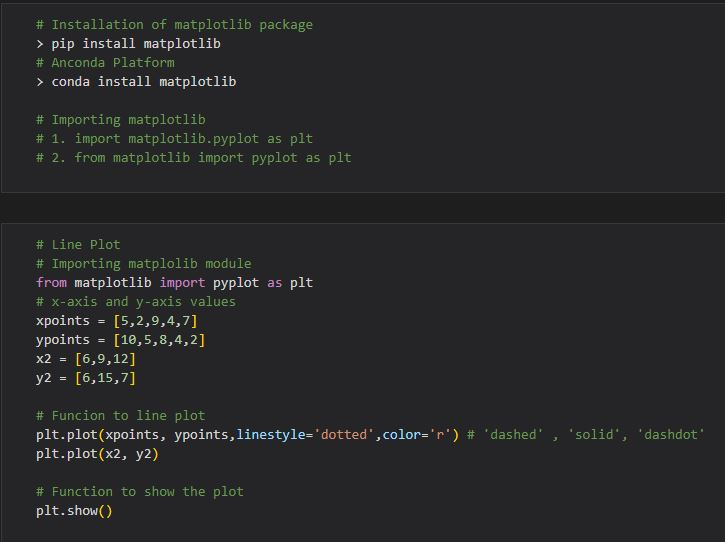 # Installation of matplotlib package
> pip install matplotlib
# Anconda Platform
> conda install matplotlib
# Importing matplotlib
# 1. import matplotlib.pyplot as plt
# 2. from matplotlib import pyplot as plt
# Line Plot
# Importing matplolib module
from matplotlib import pyplot as plt
# x-axis and y-axis values
xpoints = [5,2,9,4,7]
ypoints = [10,5,8,4,2]
x2 = [6,9,12]
y2 = [6,15,7]
# Funcion to line plot
plt.plot(xpoints, ypoints,linestyle='dotted',color='r') # 'dashed' , 'solid', 'dashdot'
plt.plot(x2, y2)
# Function to show the plot
plt.show()